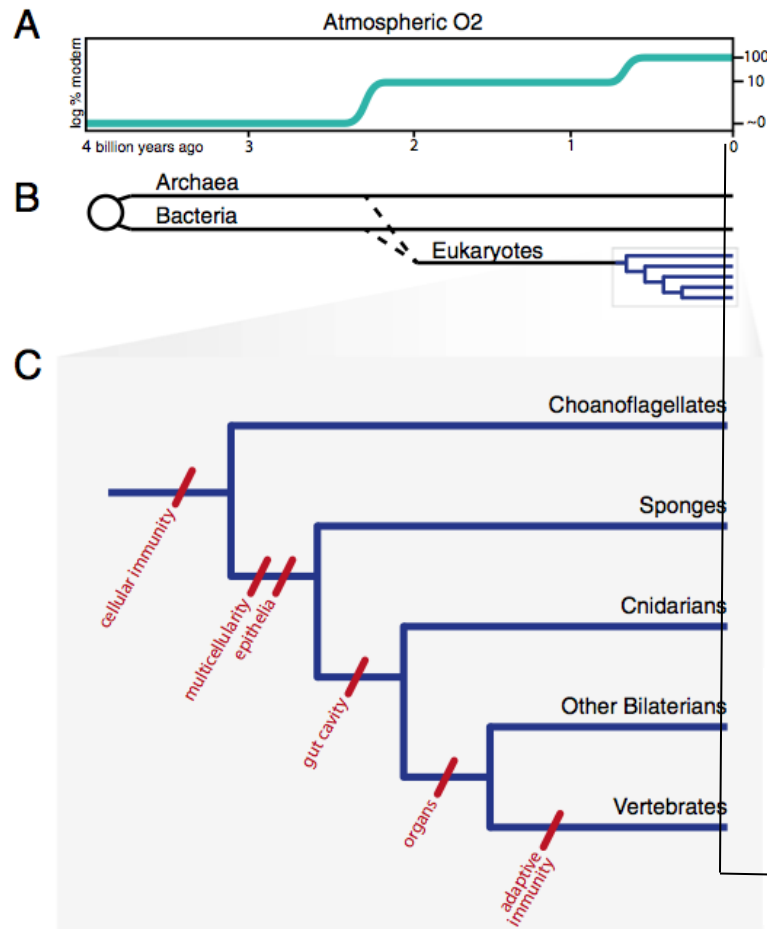 A
Atmospheric O2
log % modern
100
10
~0
4 billion years ago 3 2 1 0
B
Archaea
Bacteria
Eukaryotes
C
Choanoflagellates
cellular immunity
Sponges
multicellularity
epithelia
Cnidarians
gut cavity
Other Bilaterians
organs
Vertebrates
adaptive
immunity